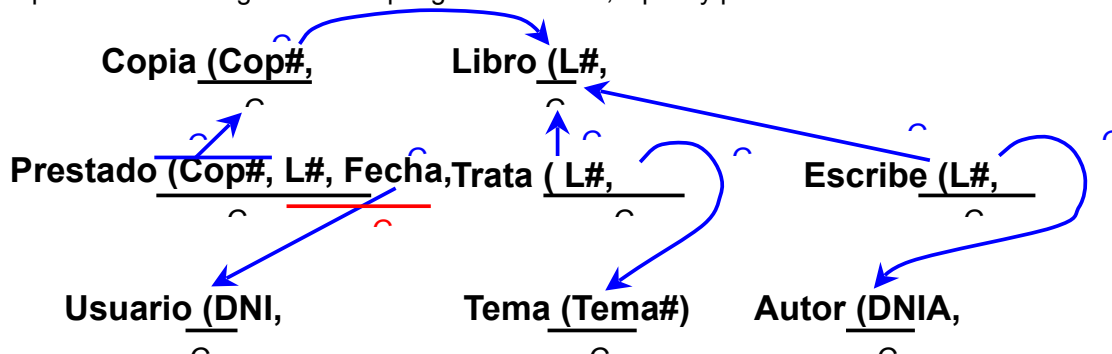 Copia (Cop#,
Libro (L#,
Prestado (Cop#, L#, Fecha,
Trata ( L#,
Escribe (L#,
Usuario (DNI,
Tema (Tema#)
Autor (DNIA,